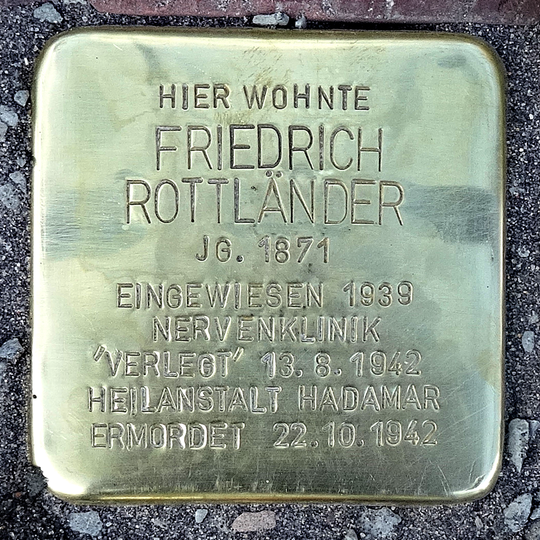 HIER WOHNTE
FRIEDRICH
ROTTLÄNDER
JG. 1871
EINGEWIESEN 1939
NERVENKLINIK
'VERLEGT' 13.8.1942
HEILANSTALT HADAMAR
ERMORDET 22.10.1942